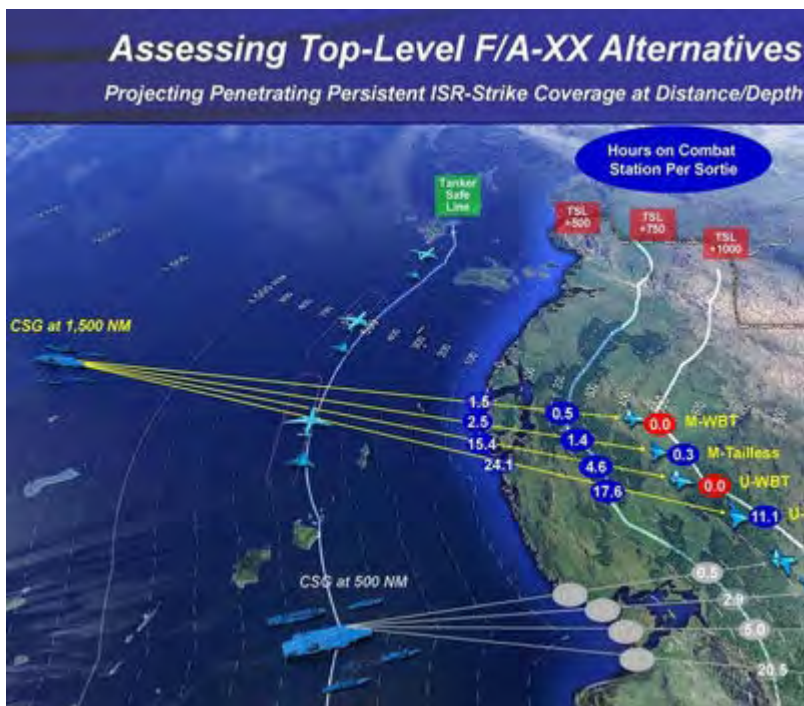 Assessing Top-Level F/A-XX Alternatives
Projecting Penetrating Persistent ISR-Strike Coverage at Distance/Depth
Hours on Combat
Station Per Sortie
Tanker
Safe
Line
TSL
+500
TSL
+750
TSL
+1000
CSG at 1,500 NM
1.5
0.5
0.0
M-WBT
2.5
1.4
0.3
M-Tailless
15.4
4.6
0.0
U-WBT
24.1
17.6
11.1
U-
CSG at 500 NM
0.5
2.9
5.0
20.5